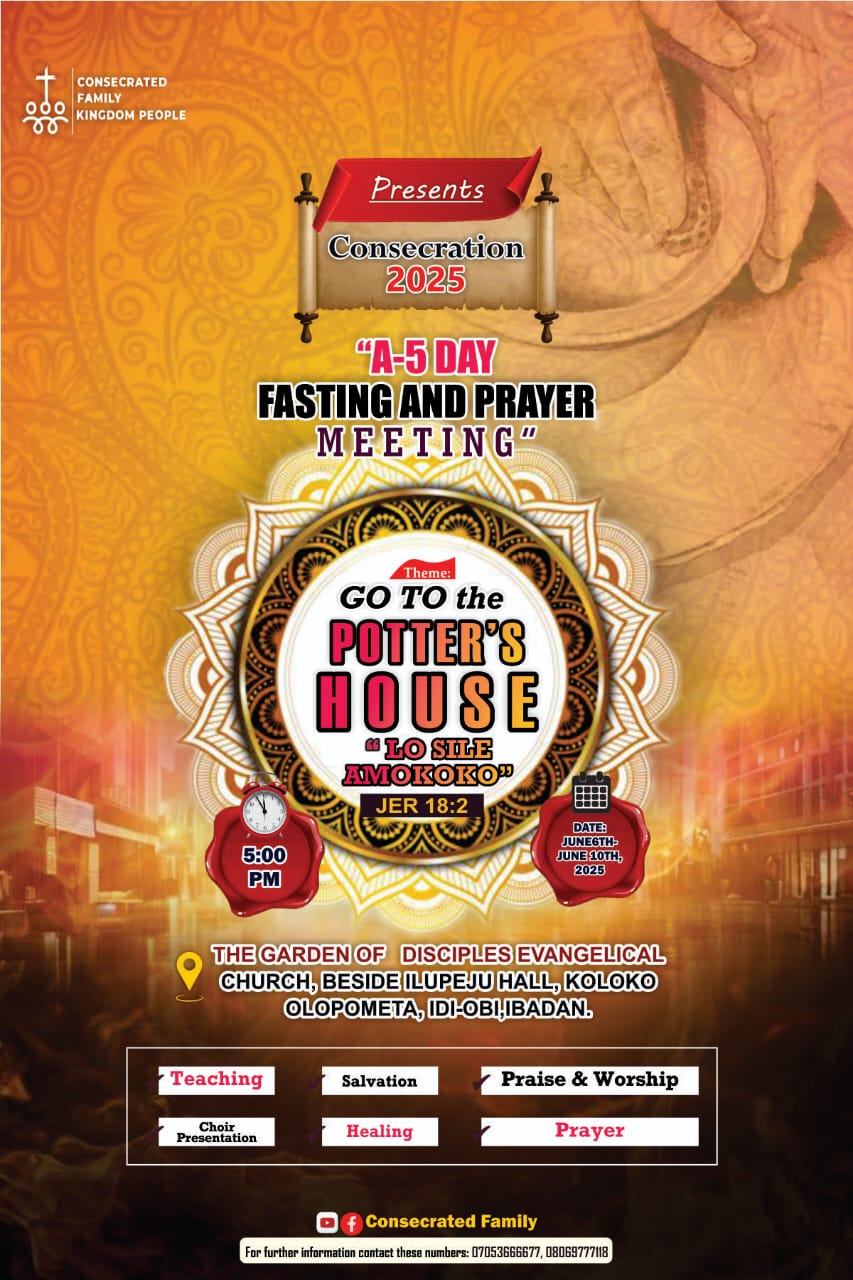 CONSECRATED
FAMILY
KINGDOM PEOPLE
Presents
Consecration
2025
"A-5 DAY
FASTING AND PRAYER
MEETING"
Theme:
GO TO the
POTTER'S
HOUSE
"LO SILE
AMOKOKO"
JER 18:2
5:00
PM
DATE:
JUNE6TH-
JUNE 10TH,
2025
THE GARDEN OF DISCIPLES EVANGELICAL
CHURCH, BESIDE ILUPEJU HALL, KOLOKO
OLOPOMETA, IDI-OBI,IBADAN.
Teaching
Salvation
Praise & Worship
Choir
Presentation
Healing
Prayer
Consecrated Family
For further information contact these numbers: 07053666677, 08069777118